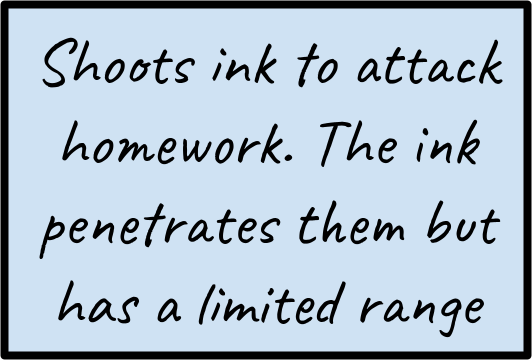 Shoots ink to attack
homework. The ink
penetrates them but
has a limited range